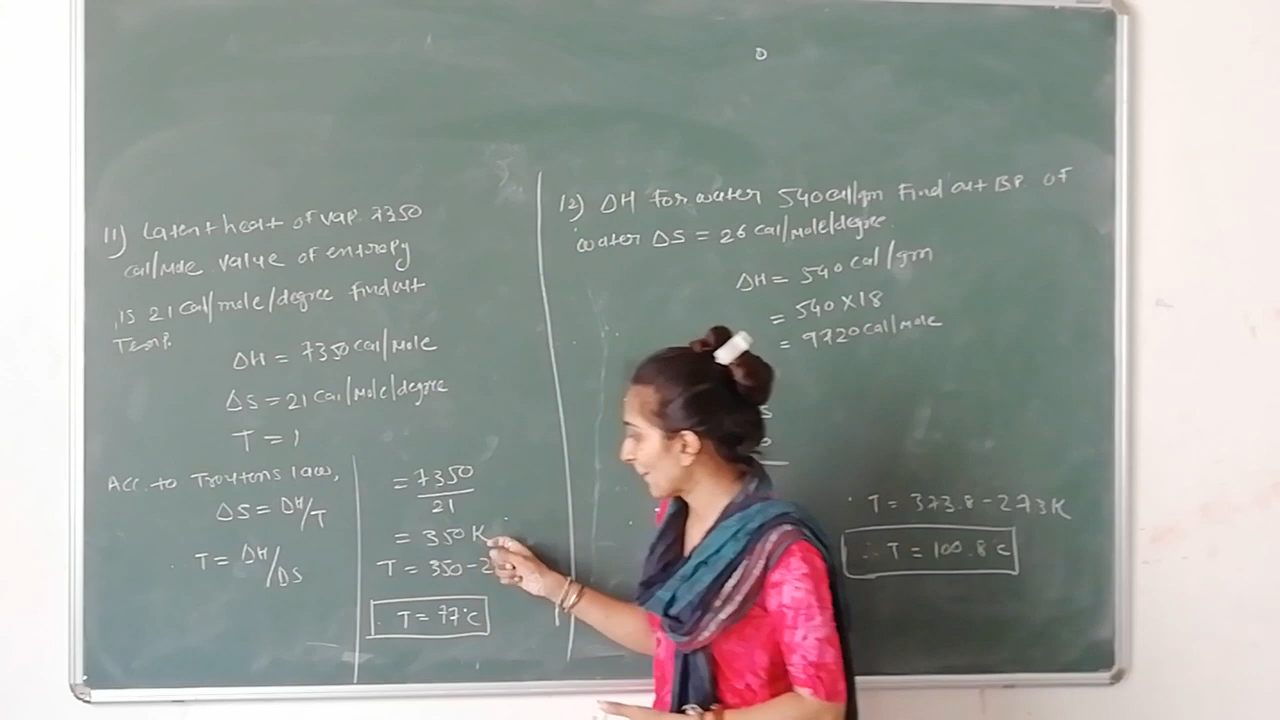 11) Latent heat of vap. 7350
cal/mole value of entropy
is 21 cal/mole/degree Find out
Temp.
ΔH = 7350 cal/mole
ΔS = 21 cal/mole/degree
Acc. to Troutons law,
ΔS = ΔH/T
T = ΔH/ΔS
= 7350
21
= 350 K
T = 350 - 2
T = 77°C
12) ΔH For water 540 cal/gm Find out B.P. OF
water ΔS = 26 cal/mole/degree.
ΔH = 540 cal/gm
= 540 × 18
= 9720 cal/mole
T = 373.8 - 273K
∴ T = 100.8°C